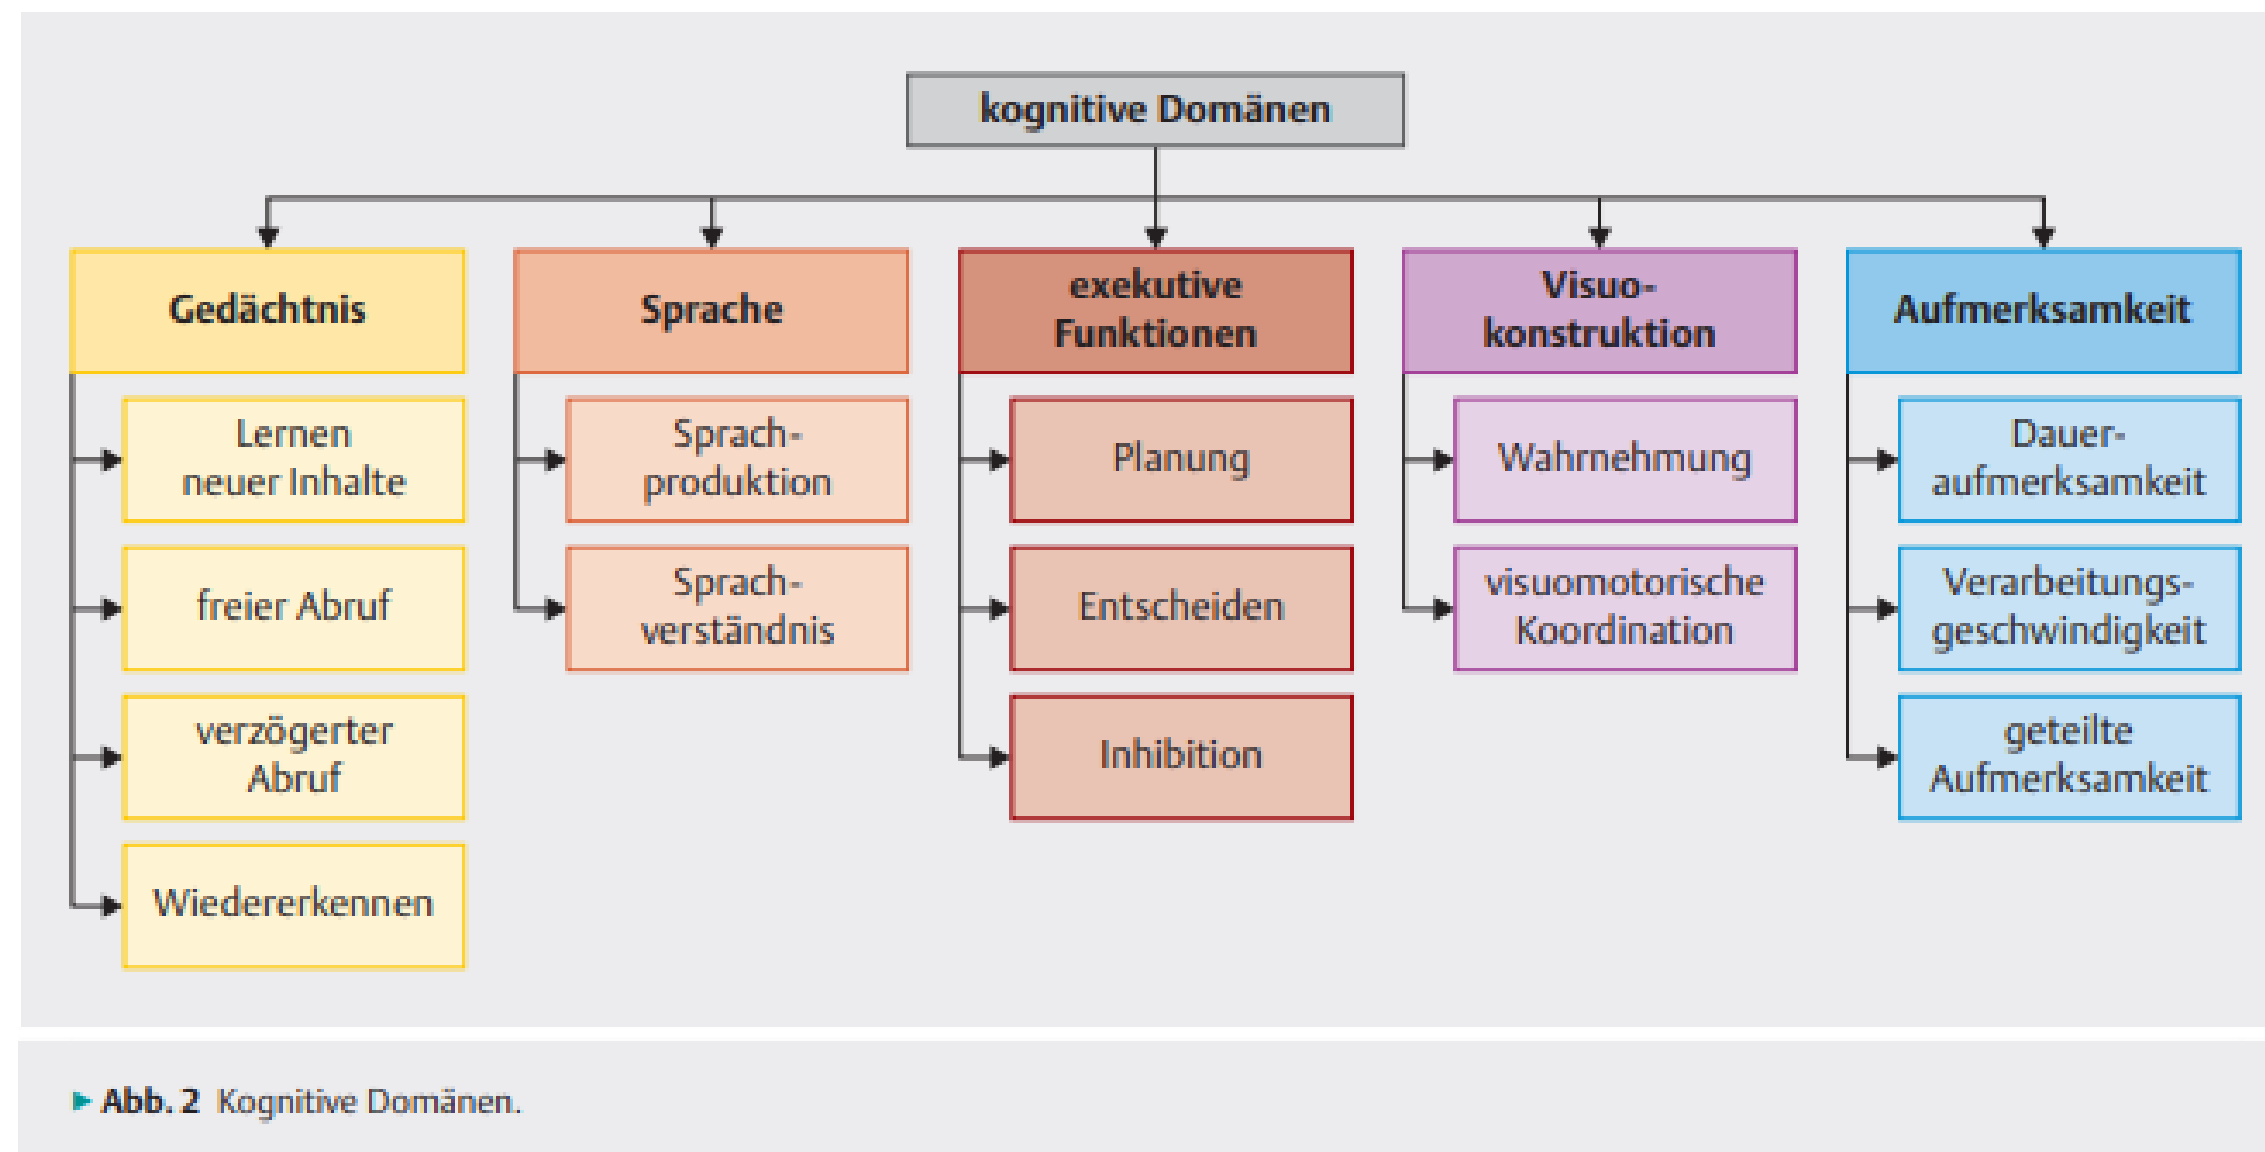 kognitive Domänen
Gedächtnis
Lernen
neuer Inhalte
freier Abruf
verzögerter
Abruf
Wiedererkennen
Sprache
Sprach-
produktion
Sprach-
verständnis
exekutive
Funktionen
Planung
Entscheiden
Inhibition
Visuo-
konstruktion
Wahrnehmung
visuomotorische
Koordination
Aufmerksamkeit
Dauer-
aufmerksamkeit
Verarbeitungs-
geschwindigkeit
geteilte
Aufmerksamkeit
▶ Abb. 2 Kognitive Domänen.